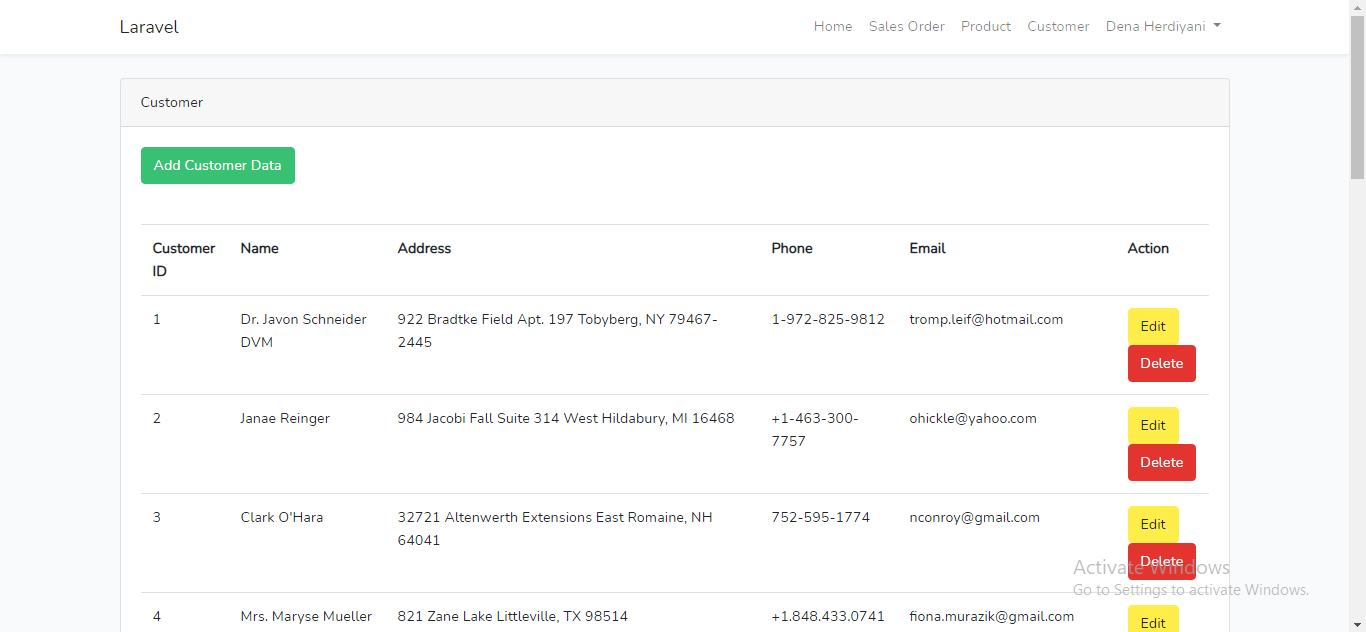 Laravel
Home Sales Order Product Customer Dena Herdiyani
Customer
Add Customer Data
Customer ID Name Address Phone Email Action
1 Dr. Javon Schneider DVM 922 Bradtke Field Apt. 197 Tobyberg, NY 79467-2445 1-972-825-9812 tromp.leif@hotmail.com Edit Delete
2 Janae Reinger 984 Jacobi Fall Suite 314 West Hildabury, MI 16468 +1-463-300-7757 ohickle@yahoo.com Edit Delete
3 Clark O'Hara 32721 Altenwerth Extensions East Romaine, NH 64041 752-595-1774 nconroy@gmail.com Edit Delete
4 Mrs. Maryse Mueller 821 Zane Lake Littleville, TX 98514 +1.848.433.0741 fiona.murazik@gmail.com Edit
Activate Windows
Go to Settings to activate Windows.